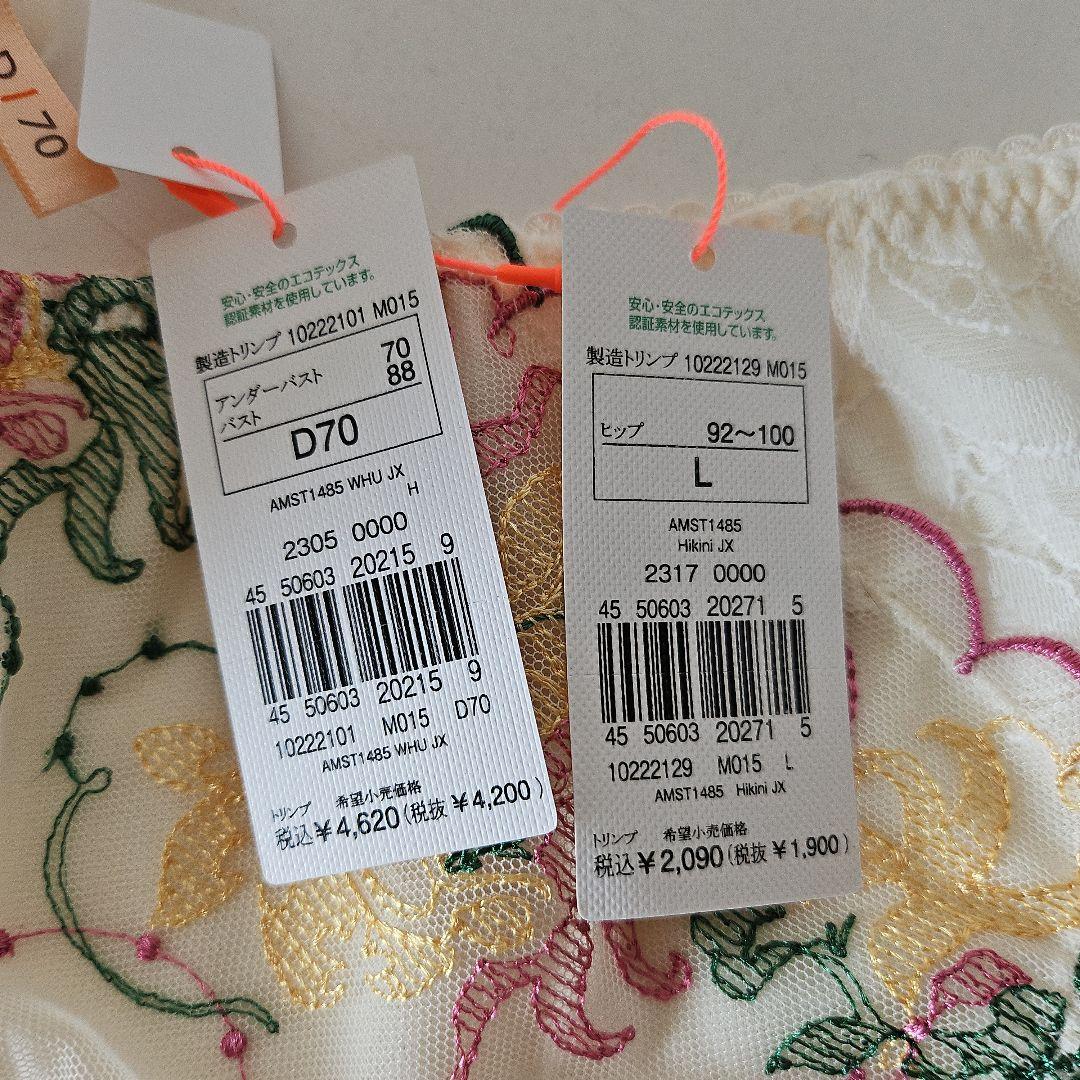 D/70
安心・安全のエコテックス
認証素材を使用しています。
製造トリンプ 10222101 M015
アンダーバスト 70
バスト 88
D70
AMST1485 WHU JX
H
2305 0000
45 50603 20215 9
45 50603 20215 9
10222101 M015 D70
AMST1485 WHU JX
トリンプ 希望小売価格
税込¥4,620(税抜¥4,200)
安心・安全のエコテックス
認証素材を使用しています。
製造トリンプ 10222129 M015
ヒップ 92〜100
L
AMST1485
Hikini JX
2317 0000
45 50603 20271 5
45 50603 20271 5
10222129 M015 L
AMST1485 Hikini JX
トリンプ 希望小売価格
税込¥2,090(税抜¥1,900)